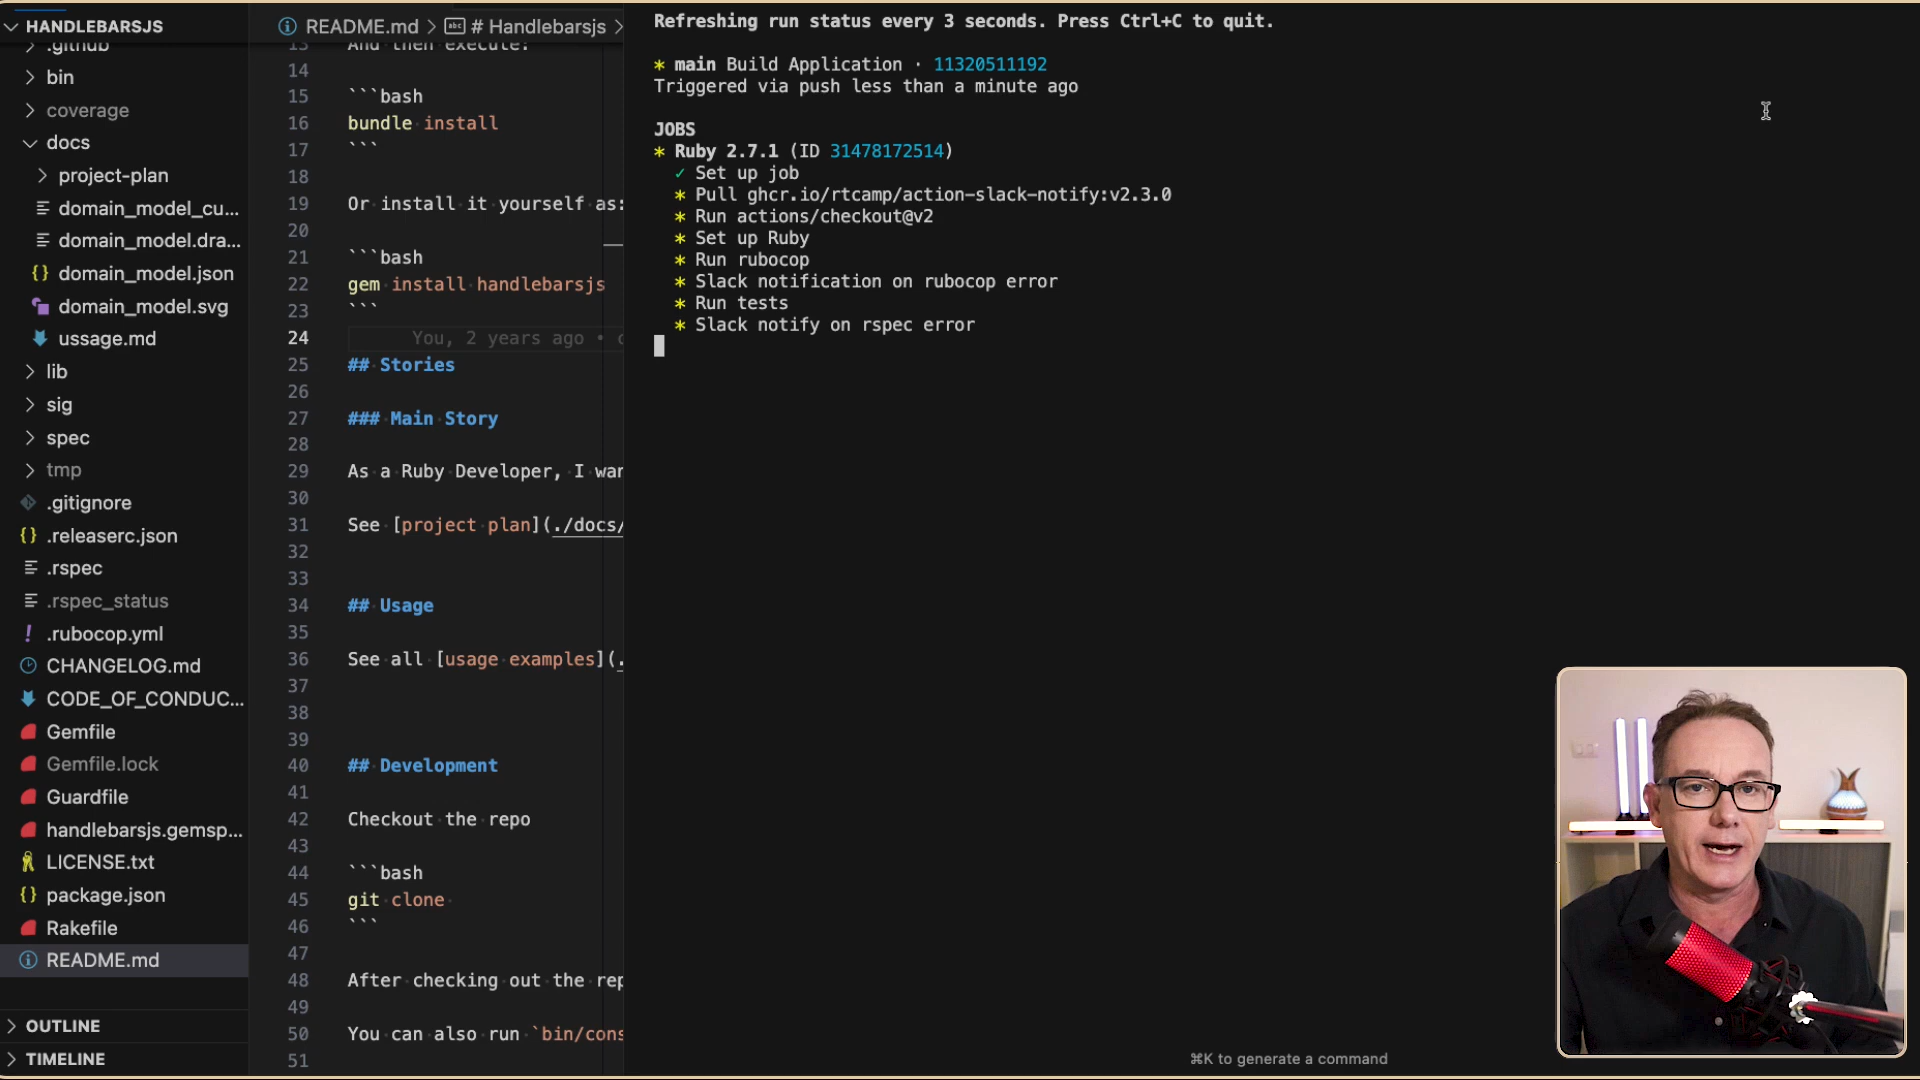 HANDLEBARSJS
.github
bin
coverage
docs
project-plan
domain_model_cu...
domain_model.dra...
domain_model.json
domain_model.svg
ussage.md
lib
sig
spec
tmp
.gitignore
.releaserc.json
.rspec
.rspec_status
.rubocop.yml
CHANGELOG.md
CODE_OF_CONDUC...
Gemfile
Gemfile.lock
Guardfile
handlebarsjs.gemsp...
LICENSE.txt
package.json
Rakefile
README.md
OUTLINE
TIMELINE
README.md > # Handlebarsjs >
13 And then execute:
14
15 ```bash
16 bundle install
17 ```
18
19 Or install it yourself as:
20
21 ```bash
22 gem install handlebarsjs
23 ```
24 You, 2 years ago •
25 ## Stories
26
27 ### Main Story
28
29 As a Ruby Developer, I wan
30
31 See [project plan](./docs/
32
33
34 ## Usage
35
36 See all [usage examples](.
37
38
39
40 ## Development
41
42 Checkout the repo
43
44 ```bash
45 git clone
46 ```
47
48 After checking out the rep
49
50 You can also run `bin/cons
51
Refreshing run status every 3 seconds. Press Ctrl+C to quit.
* main Build Application · 11320511192
Triggered via push less than a minute ago
JOBS
* Ruby 2.7.1 (ID 31478172514)
✓ Set up job
* Pull ghcr.io/rtcamp/action-slack-notify:v2.3.0
* Run actions/checkout@v2
* Set up Ruby
* Run rubocop
* Slack notification on rubocop error
* Run tests
* Slack notify on rspec error
⌘K to generate a command